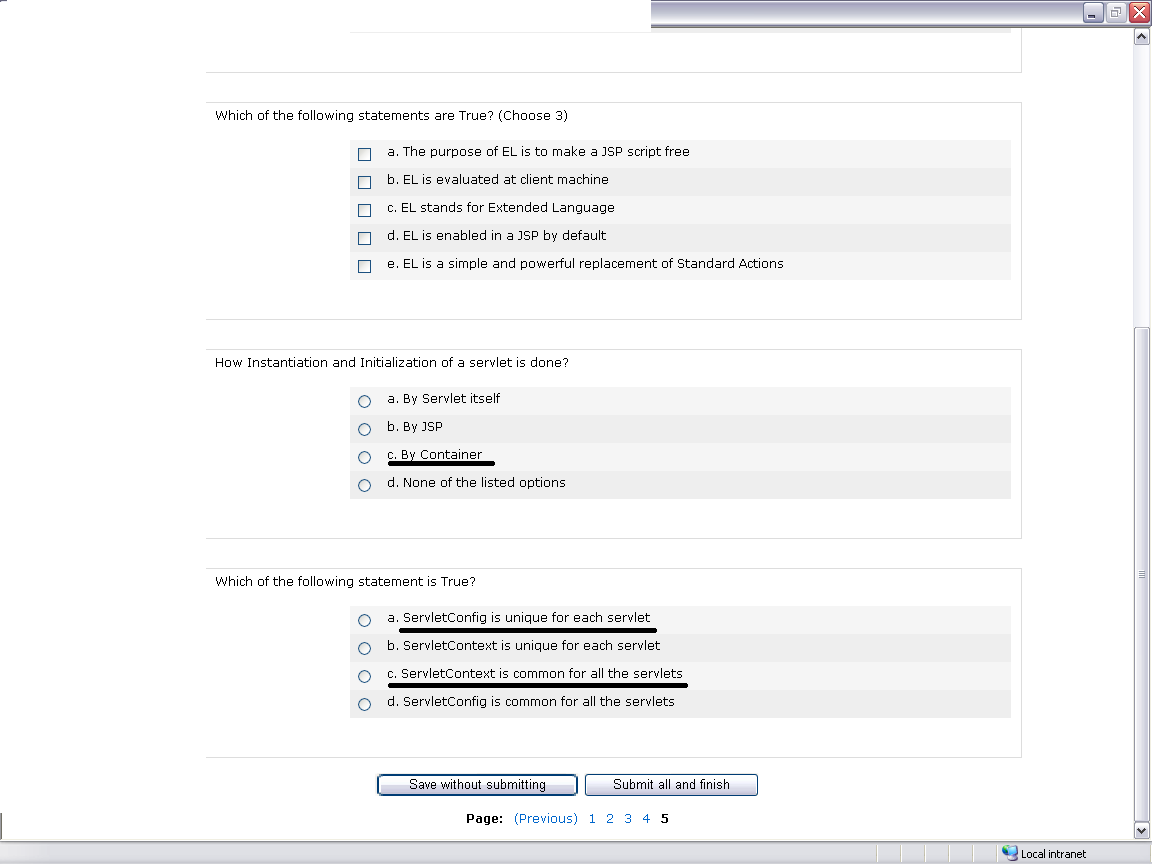 Which of the following statements are True? (Choose 3)
a. The purpose of EL is to make a JSP script free
b. EL is evaluated at client machine
c. EL stands for Extended Language
d. EL is enabled in a JSP by default
e. EL is a simple and powerful replacement of Standard Actions
How Instantiation and Initialization of a servlet is done?
a. By Servlet itself
b. By JSP
c. By Container
d. None of the listed options
Which of the following statement is True?
a. ServletConfig is unique for each servlet
b. ServletContext is unique for each servlet
c. ServletContext is common for all the servlets
d. ServletConfig is common for all the servlets
Save without submitting Submit all and finish
Page: (Previous) 1 2 3 4 5
Local intranet